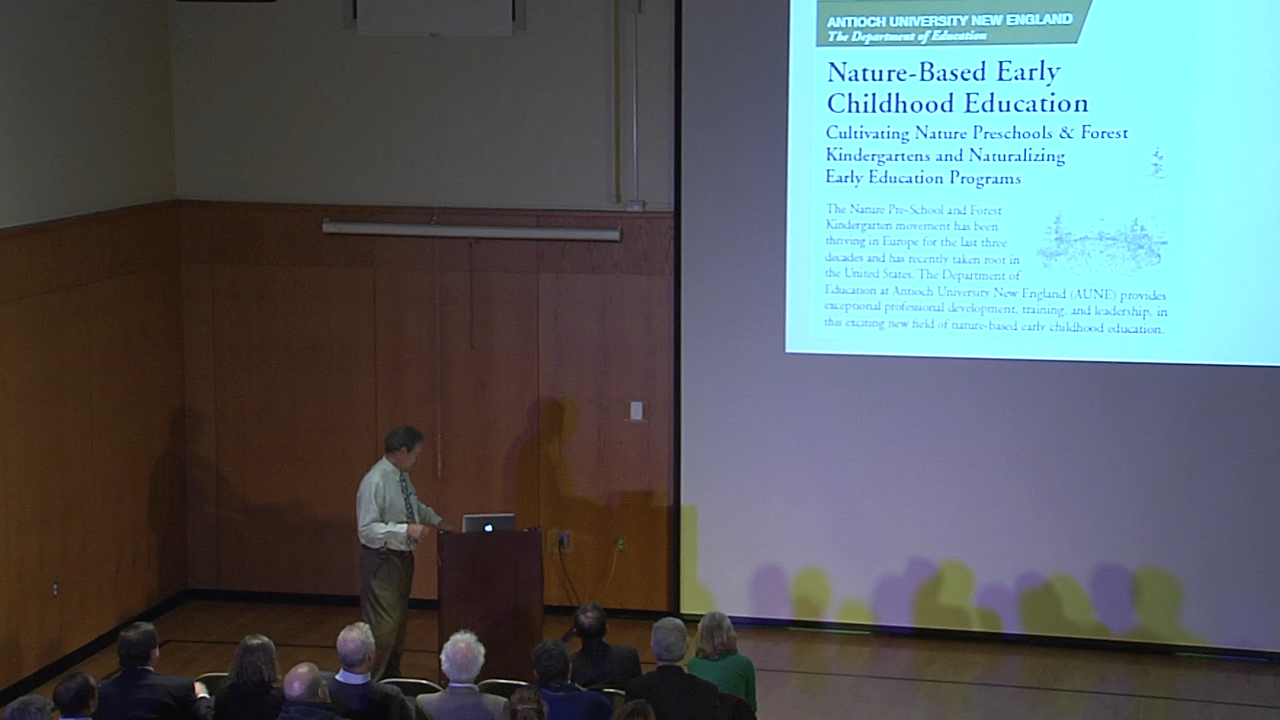 ANTIOCH UNIVERSITY NEW ENGLAND
The Department of Education
Nature-Based Early
Childhood Education
Cultivating Nature Preschools & Forest
Kindergartens and Naturalizing
Early Education Programs
The Nature Pre-School and Forest
Kindergarten movement has been
thriving in Europe for the last three
decades and has recently taken root in
the United States. The Department of
Education at Antioch University New England (AUNE) provides
exceptional professional development, training, and leadership, in
this exciting new field of nature-based early childhood education.